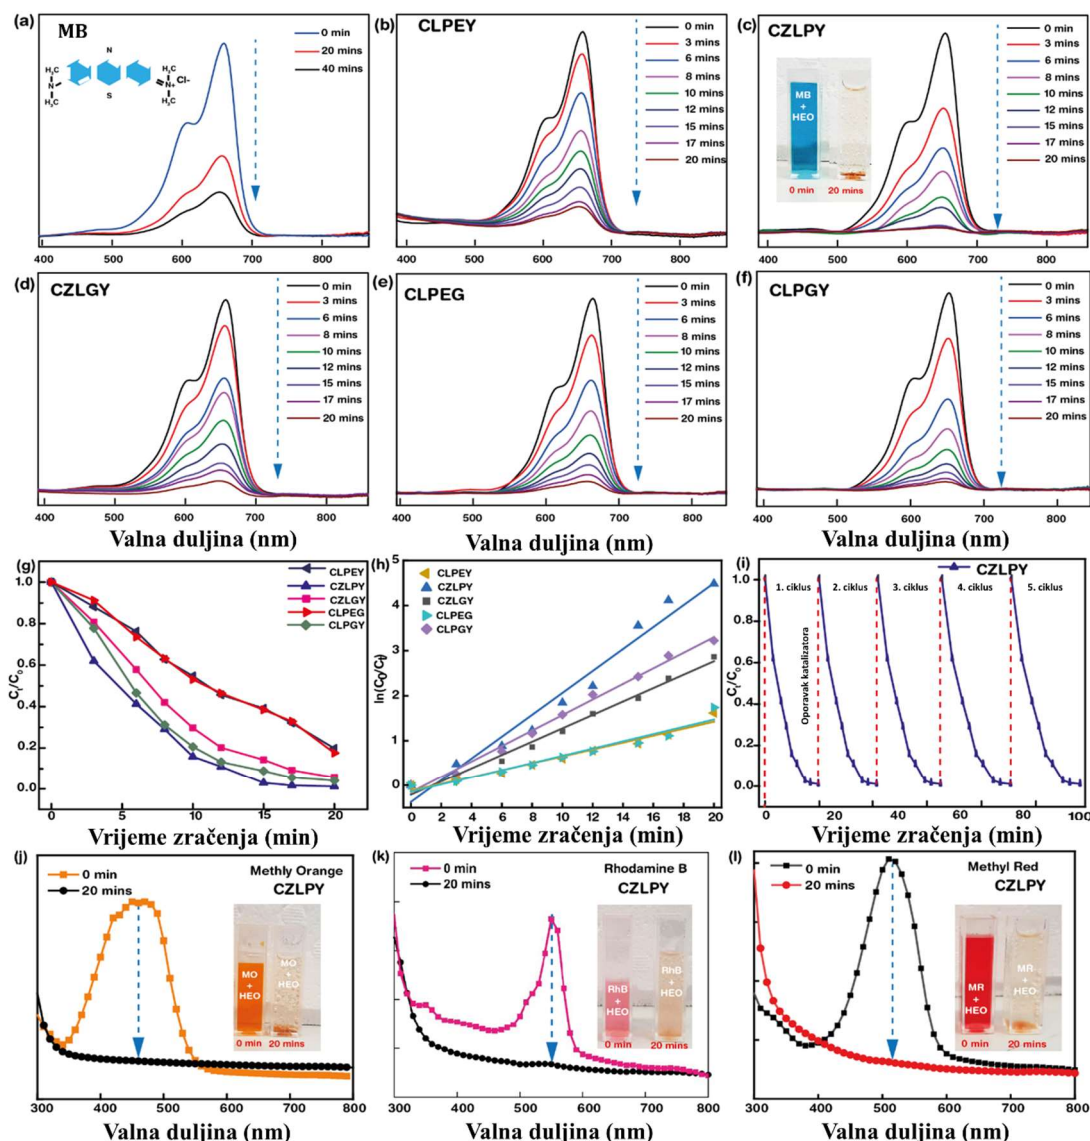 (a)
MB
N
S
H₃C
N
CH₃
H₃C
CH₃
N⁺ Cl-
CH₃
0 min
20 mins
40 mins
400 500 600 700 800
(b)
CLPEY
0 min
3 mins
6 mins
8 mins
10 mins
12 mins
15 mins
17 mins
20 mins
400 500 600 700 800
(c)
CZLPY
MB
+
HEO
0 min 20 mins
0 min
3 mins
6 mins
8 mins
10 mins
12 mins
15 mins
17 mins
20 mins
400 500 600 700 800
(d)
CZLGY
0 min
3 mins
6 mins
8 mins
10 mins
12 mins
15 mins
17 mins
20 mins
400 500 600 700 800
Valna duljina (nm)
(e)
CLPEG
0 min
3 mins
6 mins
8 mins
10 mins
12 mins
15 mins
17 mins
20 mins
400 500 600 700 800
Valna duljina (nm)
(f)
CLPGY
0 min
3 mins
6 mins
8 mins
10 mins
12 mins
15 mins
17 mins
20 mins
400 500 600 700 800
Valna duljina (nm)
(g)
CLPEY
CZLPY
CZLGY
CLPEG
CLPGY
1.0
0.8
0.6
0.4
0.2
0.0
Cₜ/C₀
0 5 10 15 20
Vrijeme zračenja (min)
(h)
CLPEY
CZLPY
CZLGY
CLPEG
CLPGY
5
4
3
2
1
0
0 2 4 6 8 10 12 14 16 18 20
Vrijeme zračenja (min)
(i)
CZLPY
1. ciklus 2. ciklus 3. ciklus 4. ciklus 5. ciklus
Oporavak katalizatora
1.0
0.8
0.6
0.4
0.2
0.0
Cₜ/C₀
0 20 40 60 80 100
Vrijeme zračenja (min)
(j)
0 min
20 mins
Methly Orange
CZLPY
MO
+
HEO
MO
+
HEO
0 min 20 mins
300 400 500 600 700 800
Valna duljina (nm)
(k)
0 min
20 mins
Rhodamine B
CZLPY
RhB
+
HEO
RhB
+
HEO
0 min 20 mins
300 400 500 600 700 800
Valna duljina (nm)
(l)
0 min
20 mins
Methyl Red
CZLPY
MR
+
HEO
MR
+
HEO
0 min 20 mins
300 400 500 600 700 800
Valna duljina (nm)